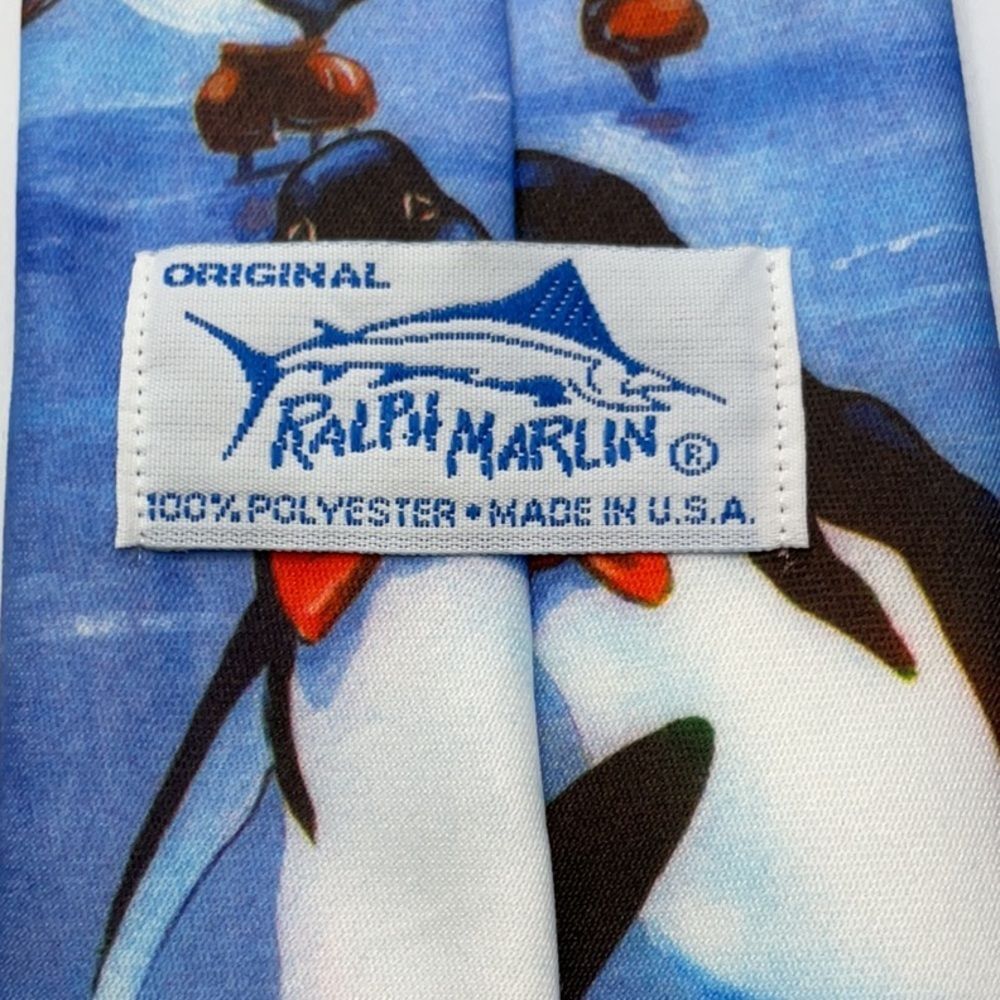 ORIGINAL
RALPH MARLIN ®
100% POLYESTER • MADE IN U.S.A.